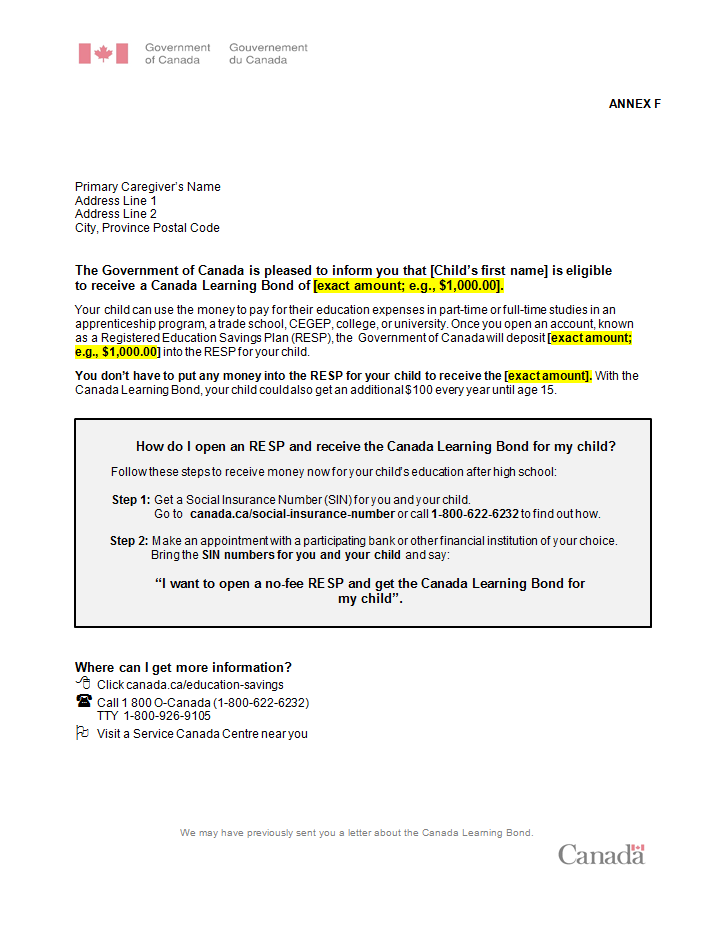 Government Gouvernement
of Canada du Canada
ANNEX F
Primary Caregiver's Name
Address Line 1
Address Line 2
City, Province Postal Code
The Government of Canada is pleased to inform you that [Child's first name] is eligible
to receive a Canada Learning Bond of [exact amount; e.g., $1,000.00].
Your child can use the money to pay for their education expenses in part-time or full-time studies in an
apprenticeship program, a trade school, CEGEP, college, or university. Once you open an account, known
as a Registered Education Savings Plan (RESP), the Government of Canada will deposit [exact amount;
e.g., $1,000.00] into the RESP for your child.
You don't have to put any money into the RESP for your child to receive the [exact amount]. With the
Canada Learning Bond, your child could also get an additional $100 every year until age 15.
How do I open an RESP and receive the Canada Learning Bond for my child?
Follow these steps to receive money now for your child's education after high school:
Step 1: Get a Social Insurance Number (SIN) for you and your child.
Go to canada.ca/social-insurance-number or call 1-800-622-6232 to find out how.
Step 2: Make an appointment with a participating bank or other financial institution of your choice.
Bring the SIN numbers for you and your child and say:
"I want to open a no-fee RESP and get the Canada Learning Bond for
my child".
Where can I get more information?
Click canada.ca/education-savings
Call 1 800 O-Canada (1-800-622-6232)
TTY 1-800-926-9105
Visit a Service Canada Centre near you
We may have previously sent you a letter about the Canada Learning Bond.
Canada